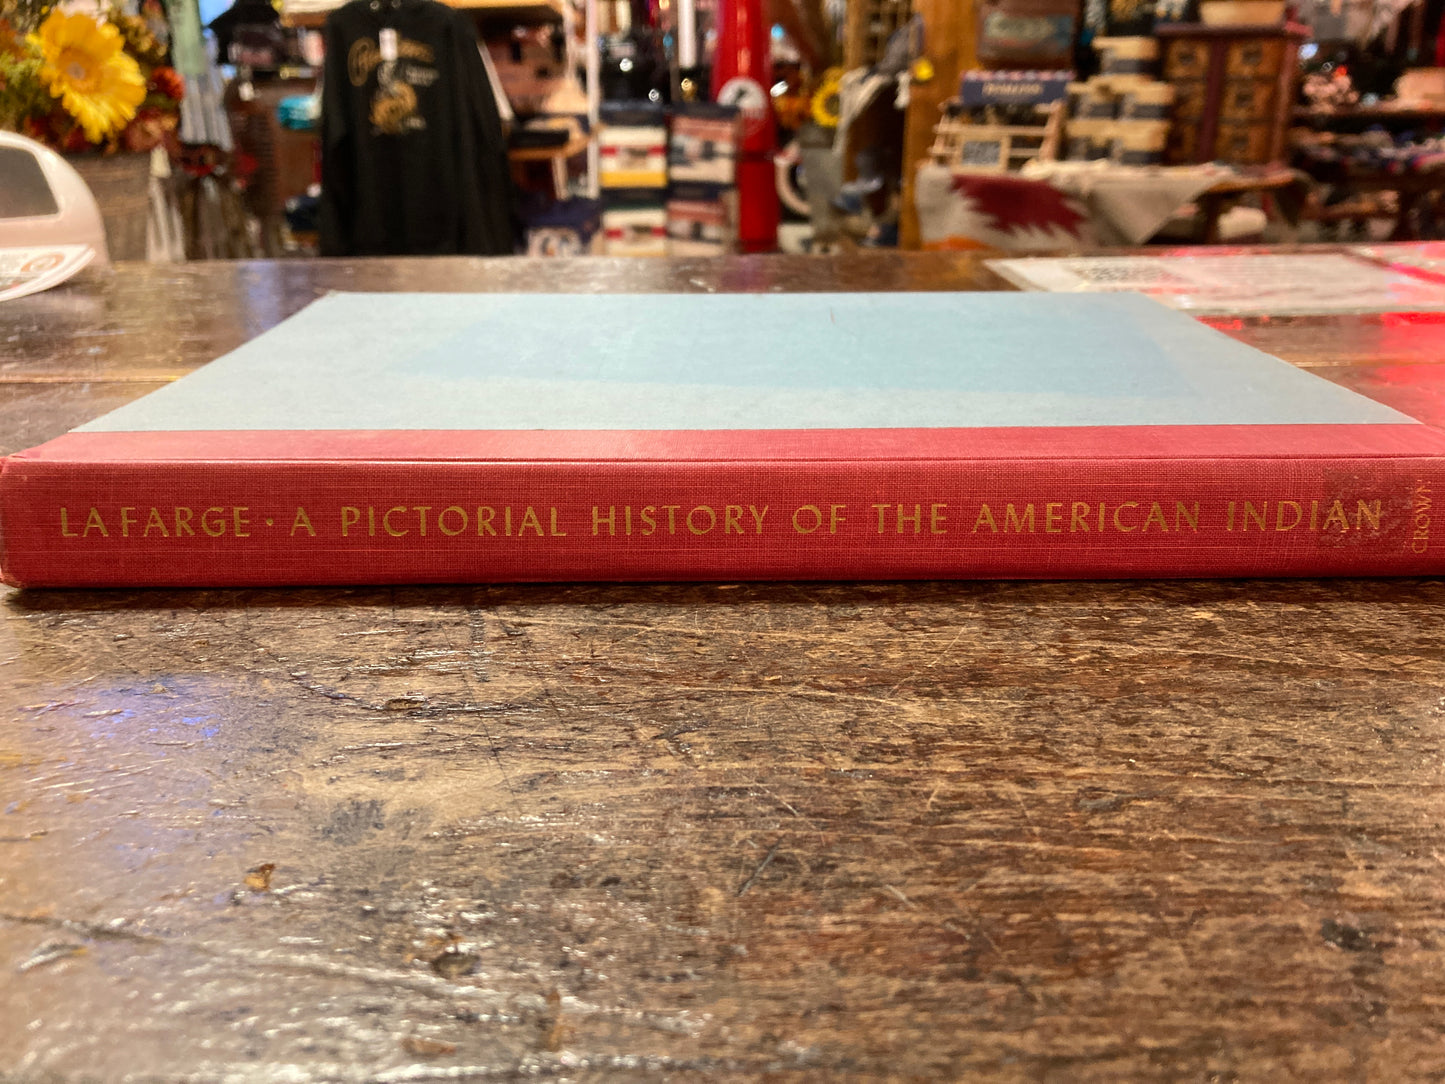 LA FARGE · A PICTORIAL HISTORY OF THE AMERICAN INDIAN
CROWN